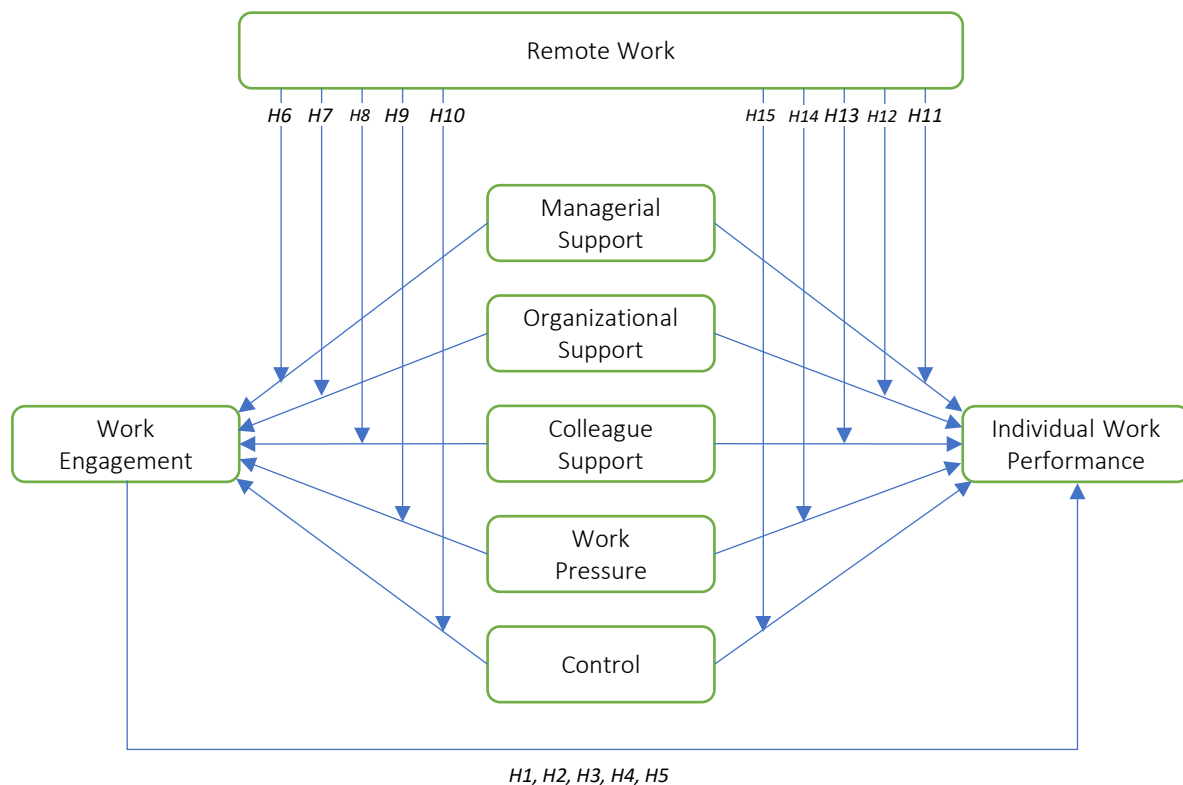 Remote Work
H6 H7 H8 H9 H10 H15 H14 H13 H12 H11
Managerial
Support
Organizational
Support
Work
Engagement
Colleague
Support
Individual Work
Performance
Work
Pressure
Control
H1, H2, H3, H4, H5